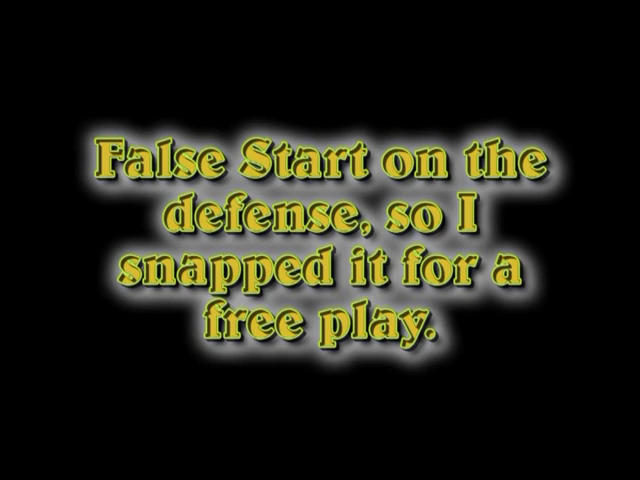 False Start on the
defense, so I
snapped it for a
free play.